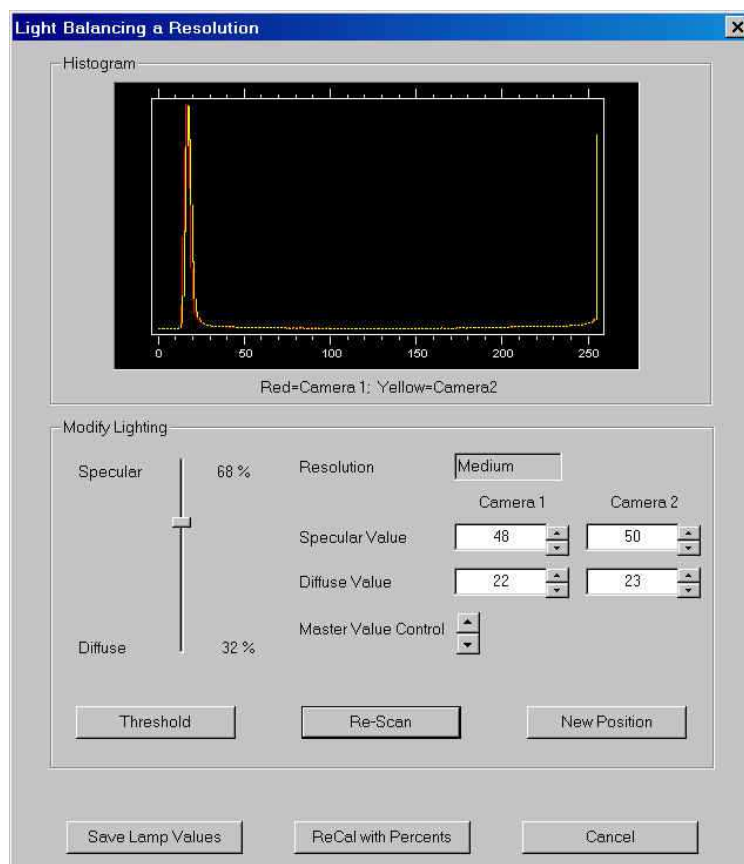 Light Balancing a Resolution
Histogram
0 50 100 150 200 250
Red=Camera 1; Yellow=Camera2
Modify Lighting
Specular 68 % Resolution Medium
Camera 1 Camera 2
Specular Value 48 50
Diffuse Value 22 23
Master Value Control
Diffuse 32 %
Threshold Re-Scan New Position
Save Lamp Values ReCal with Percents Cancel